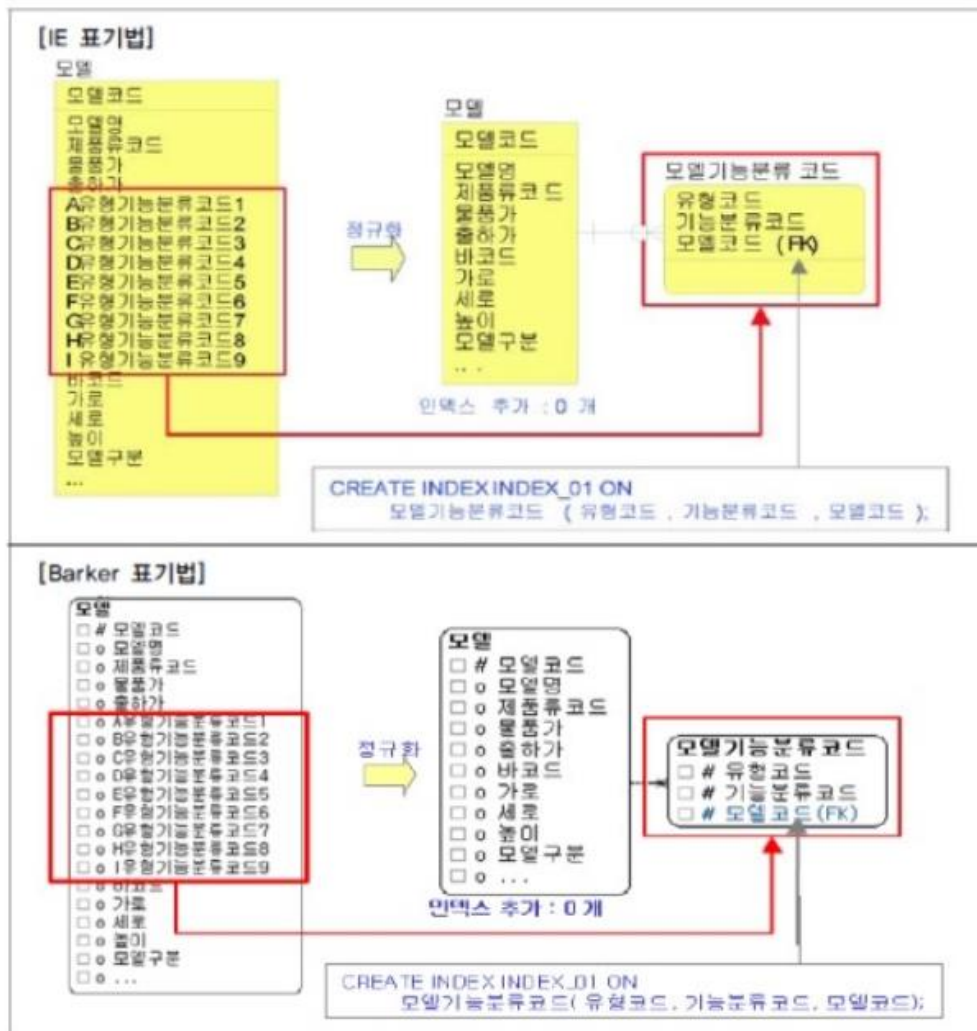 [IE 표기법]
모델
모델코드
모델명
제품류코드
물품가
출하가
A유형기능분류코드1
B유형기능분류코드2
C유형기능분류코드3
D유형기능분류코드4
E유형기능분류코드5
F유형기능분류코드6
G유형기능분류코드7
H유형기능분류코드8
I 유형기능분류코드9
바코드
가로
세로
높이
모델구분
...
정규화
모델
모델코드
모델명
제품류코드
물품가
출하가
바코드
가로
세로
높이
모델구분
...
모델기능분류 코드
유형코드
기능분류코드
모델코드 (FK)
인덱스 추가 : 0 개
CREATE INDEX INDEX_01 ON
모델기능분류코드 ( 유형코드 , 기능분류코드 , 모델코드 );
[Barker 표기법]
모델
# 모델코드
o 모델명
o 제품류코드
o 물품가
o 출하가
o A유형기능분류코드1
o B유형기능분류코드2
o C유형기능분류코드3
o D유형기능분류코드4
o E유형기능분류코드5
o F유형기능분류코드6
o G유형기능분류코드7
o H유형기능분류코드8
o I유형기능분류코드9
o 바코드
o 가로
o 세로
o 높이
o 모델구분
o ...
정규화
모델
# 모델코드
o 모델명
o 제품류코드
o 물품가
o 출하가
o 바코드
o 가로
o 세로
o 높이
o 모델구분
o ...
모델기능분류코드
# 유형코드
# 기능분류코드
# 모델코드(FK)
인덱스 추가 : 0 개
CREATE INDEX INDEX_01 ON
모델기능분류코드( 유형코드, 기능분류코드, 모델코드);